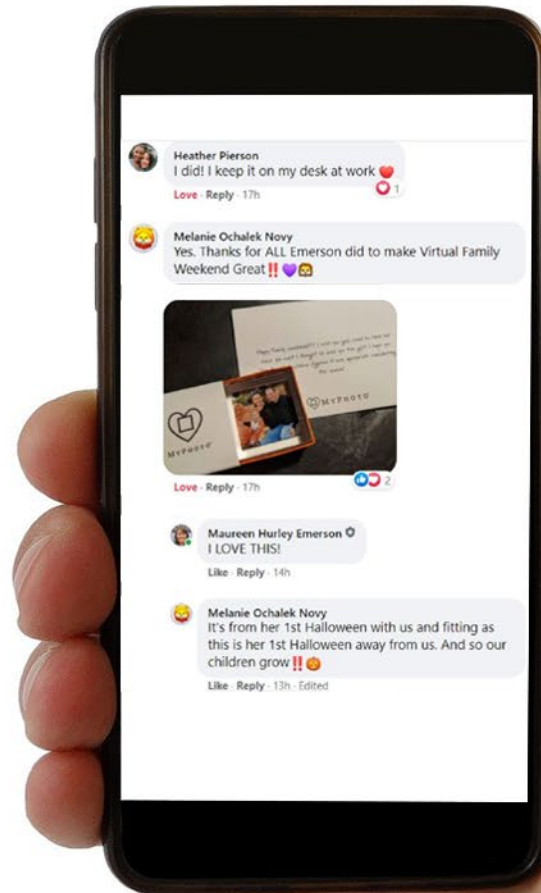 Heather Pierson
I did! I keep it on my desk at work ❤️
1
Love · Reply · 17h
Melanie Ochalek Novy
Yes. Thanks for ALL Emerson did to make Virtual Family
Weekend Great‼️💜🦁
MYPHOTO
MYPHOTO
2
Love · Reply · 17h
Maureen Hurley Emerson
I LOVE THIS!
Like · Reply · 14h
Melanie Ochalek Novy
It's from her 1st Halloween with us and fitting as
this is her 1st Halloween away from us. And so our
children grow‼️🎃
Like · Reply · 13h · Edited